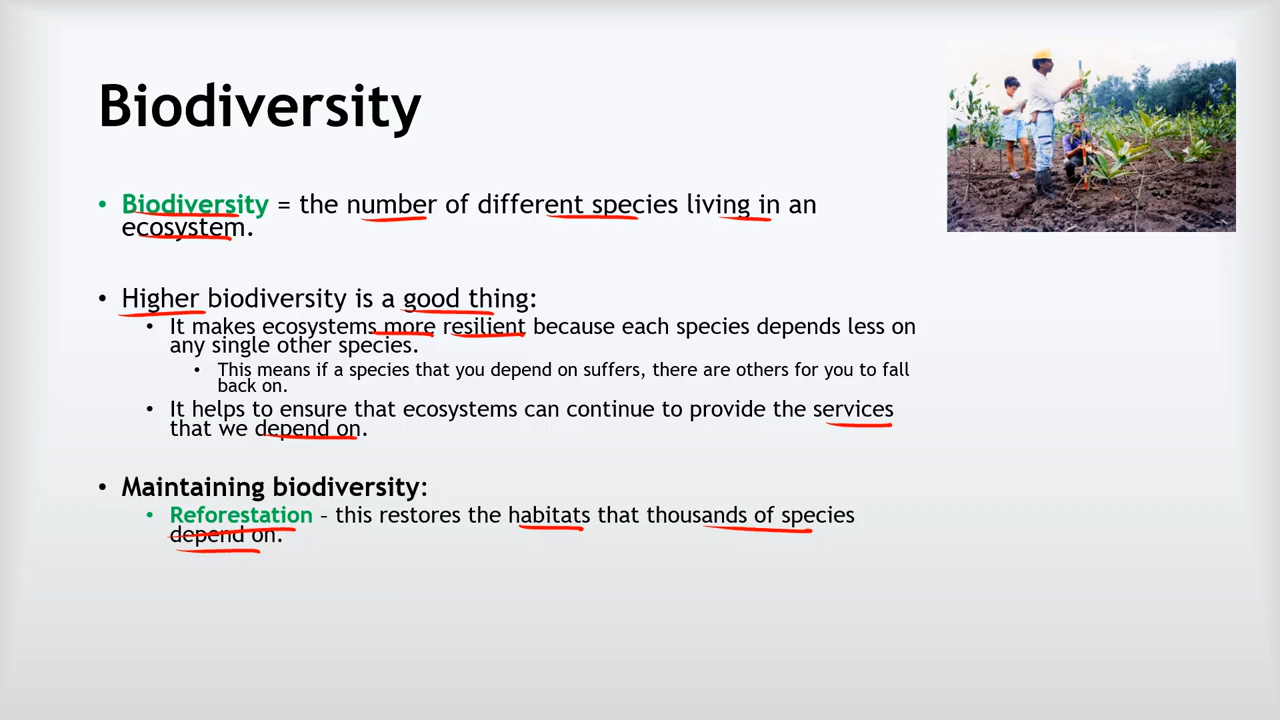 Biodiversity
• Biodiversity = the number of different species living in an
ecosystem.
• Higher biodiversity is a good thing:
• It makes ecosystems more resilient because each species depends less on
any single other species.
• This means if a species that you depend on suffers, there are others for you to fall
back on.
• It helps to ensure that ecosystems can continue to provide the services
that we depend on.
• Maintaining biodiversity:
• Reforestation – this restores the habitats that thousands of species
depend on.